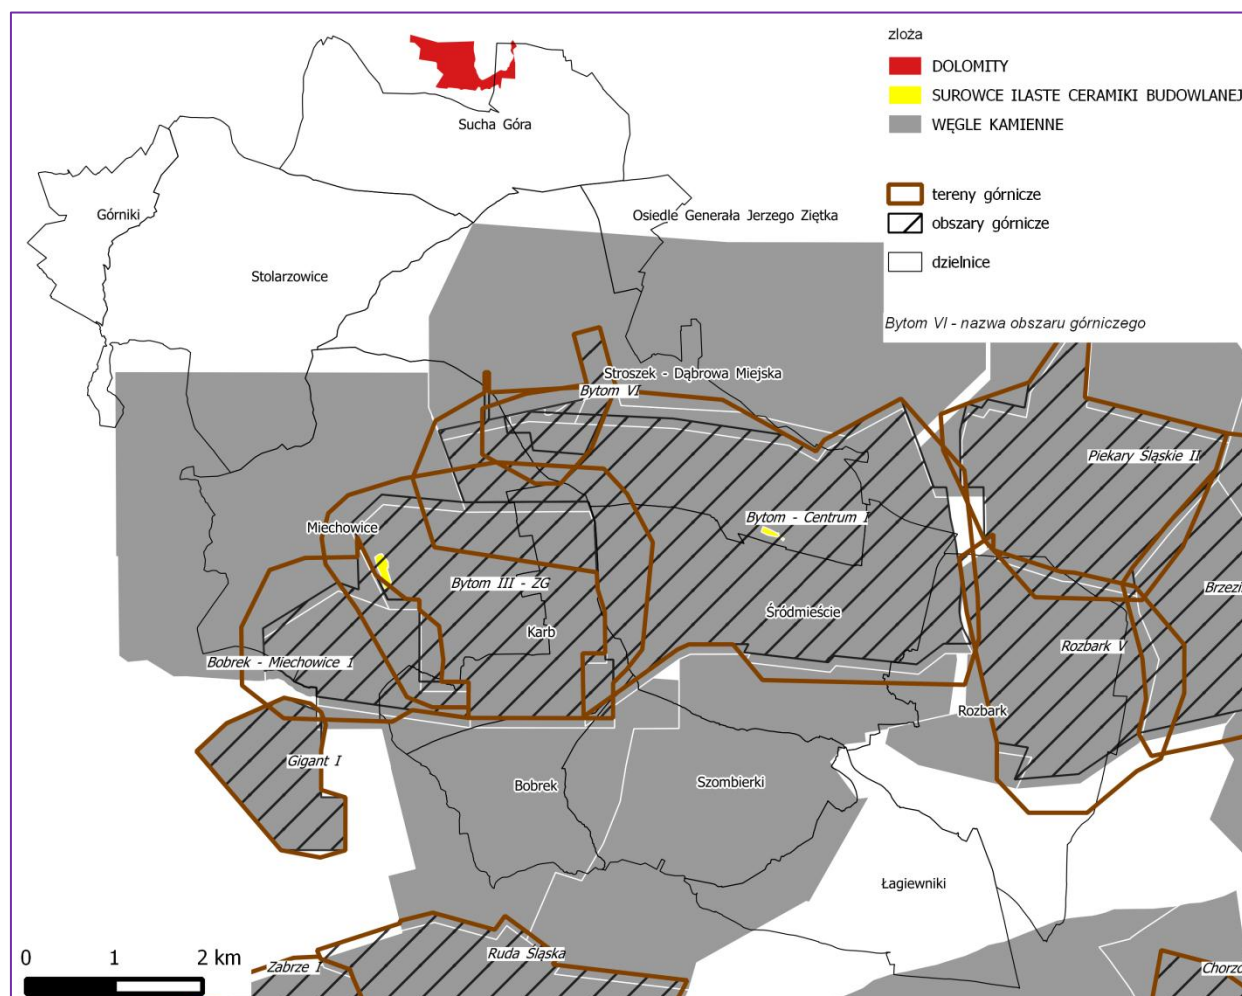 złoża
DOLOMITY
SUROWCE ILASTE CERAMIKI BUDOWLANEJ
WĘGLE KAMIENNE
tereny górnicze
obszary górnicze
dzielnice
Bytom VI - nazwa obszaru górniczego
Sucha Góra
Górniki
Osiedle Generała Jerzego Ziętka
Stolarzowice
Stroszek - Dąbrowa Miejska
Bytom VI
Piekary Śląskie II
Bytom - Centrum I
Miechowice
Bytom III - ZG
Brzezi
Śródmieście
Karb
Rozbark V
Bobrek - Miechowice I
Rozbark
Gigant I
Bobrek
Szombierki
Łagiewniki
Ruda Śląska
Zabrze I
Chorzo
0 1 2 km